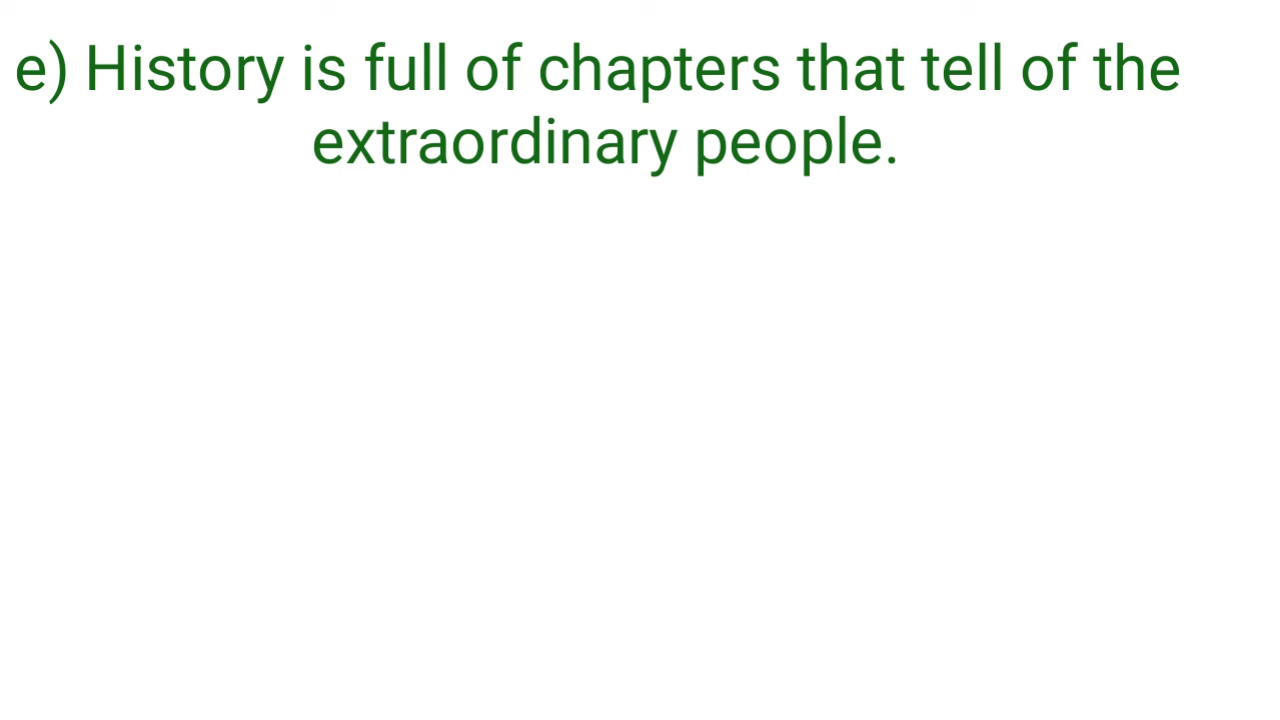 e) History is full of chapters that tell of the
extraordinary people.